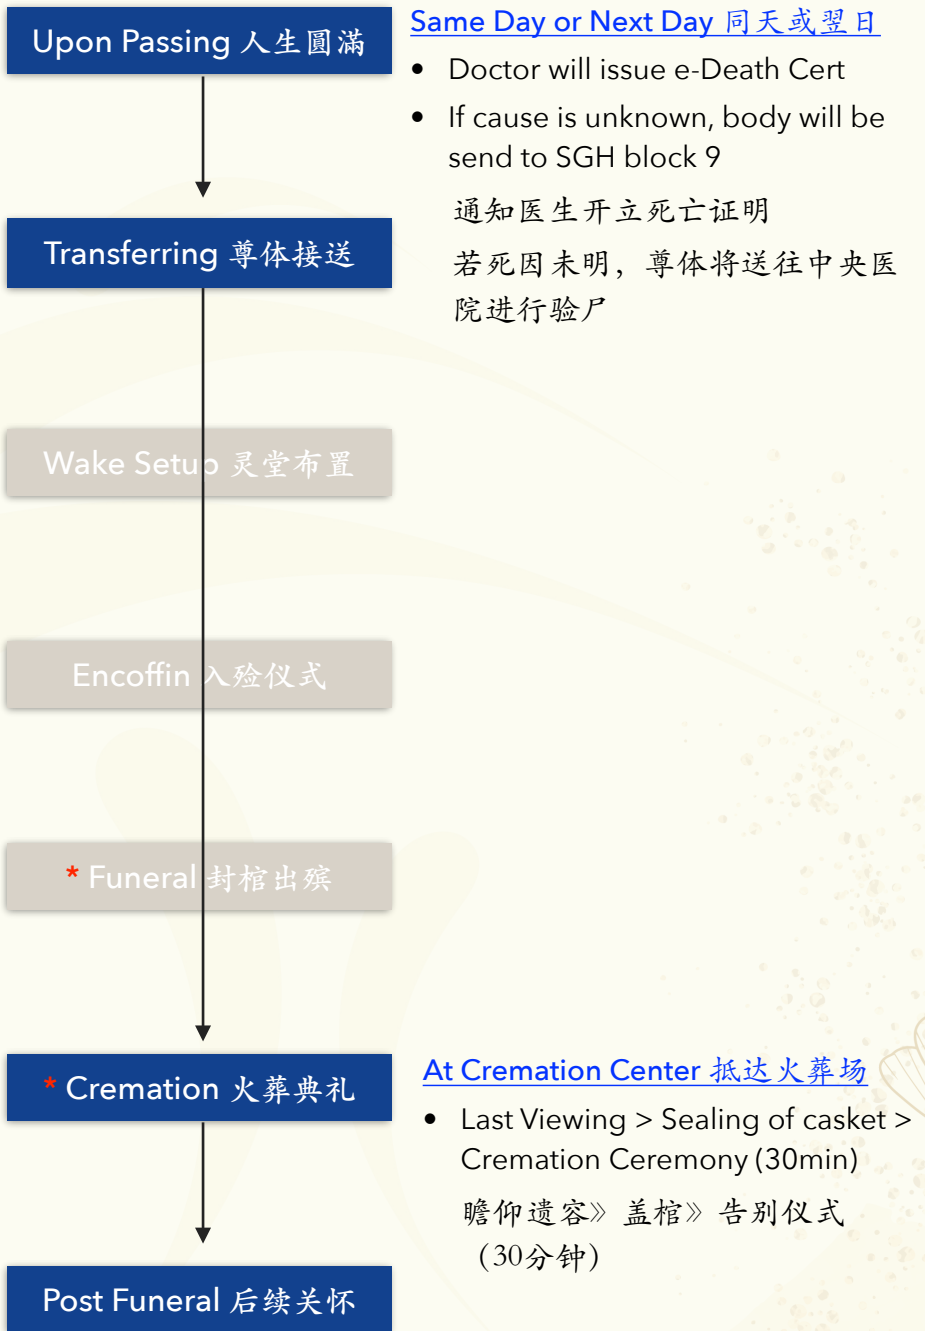 Upon Passing 人生圓滿
Same Day or Next Day 同天或翌日
• Doctor will issue e-Death Cert
• If cause is unknown, body will be
send to SGH block 9
通知医生开立死亡证明
若死因未明，尊体将送往中央医
院进行验尸
Transferring 尊体接送
Wake Setup 灵堂布置
Encoffin 入殓仪式
* Funeral 封棺出殡
* Cremation 火葬典礼
At Cremation Center 抵达火葬场
• Last Viewing > Sealing of casket >
Cremation Ceremony (30min)
瞻仰遗容》盖棺》告别仪式
（30分钟）
Post Funeral 后续关怀